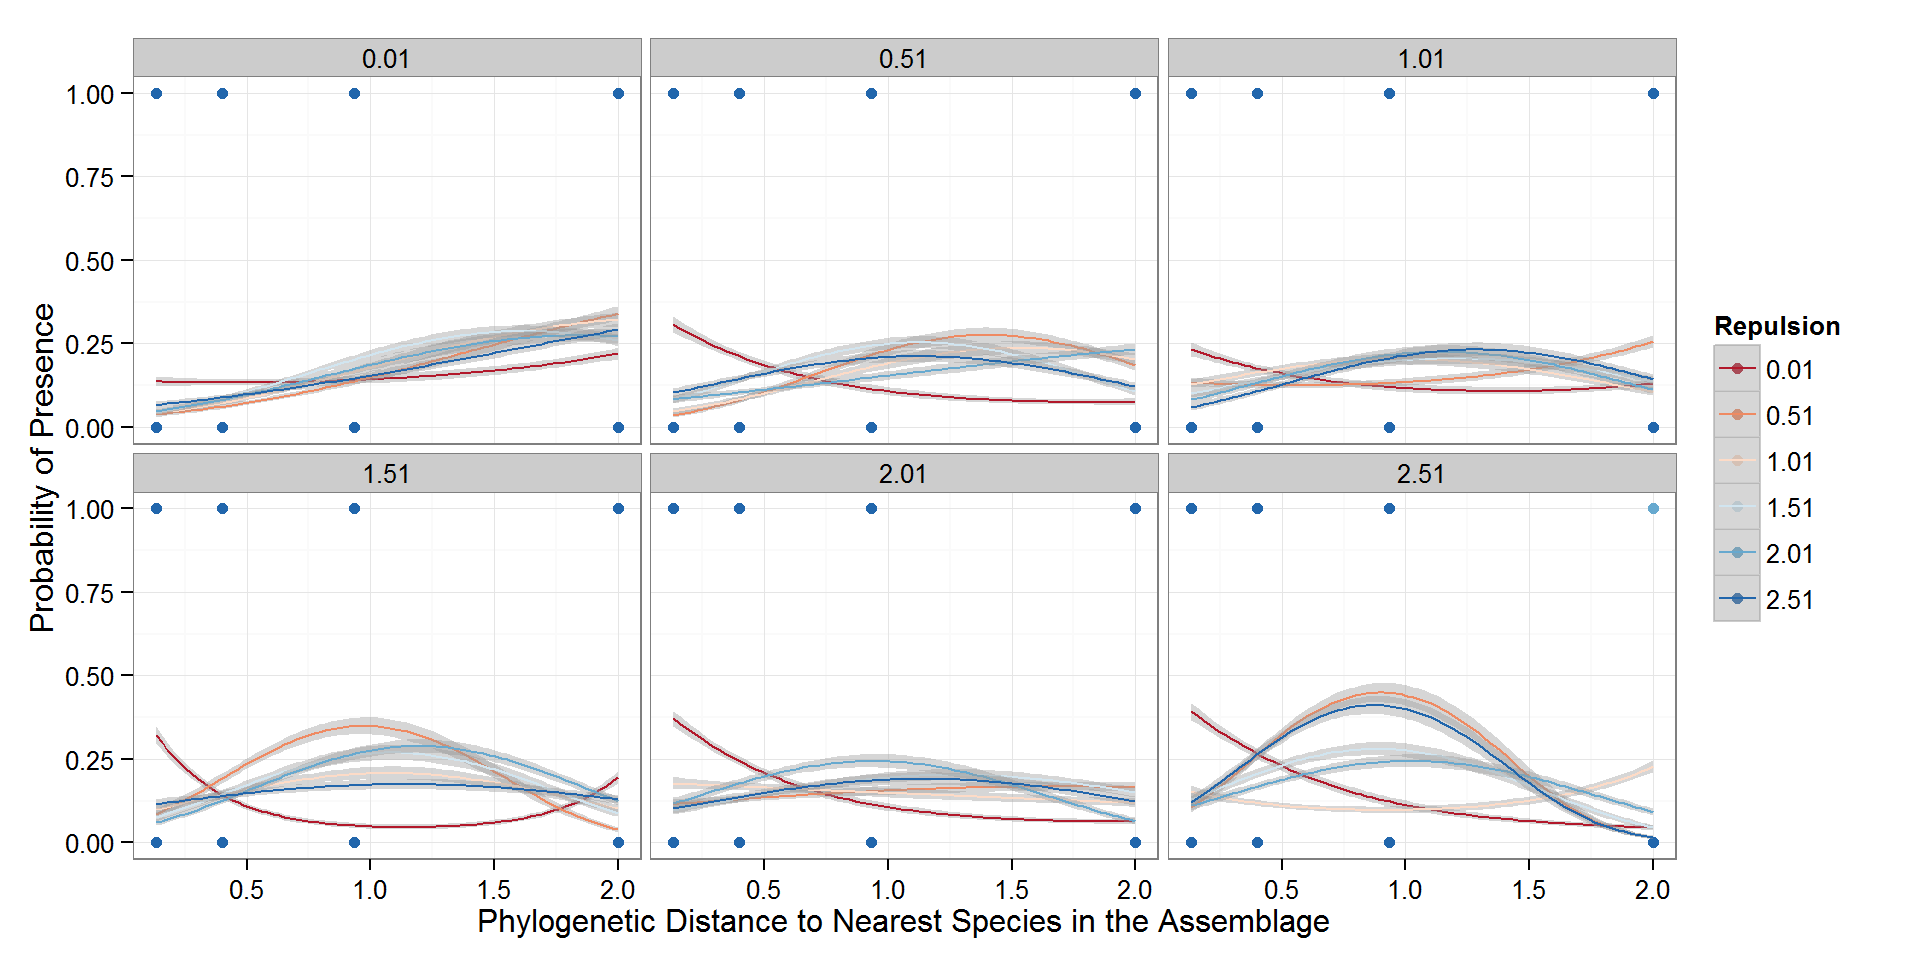 0.01 0.51 1.01
1.00
0.75
0.50
0.25
0.00
1.51 2.01 2.51
1.00
0.75
0.50
0.25
0.00
0.5 1.0 1.5 2.0 0.5 1.0 1.5 2.0 0.5 1.0 1.5 2.0
Phylogenetic Distance to Nearest Species in the Assemblage
Probability of Presence
Repulsion
0.01
0.51
1.01
1.51
2.01
2.51